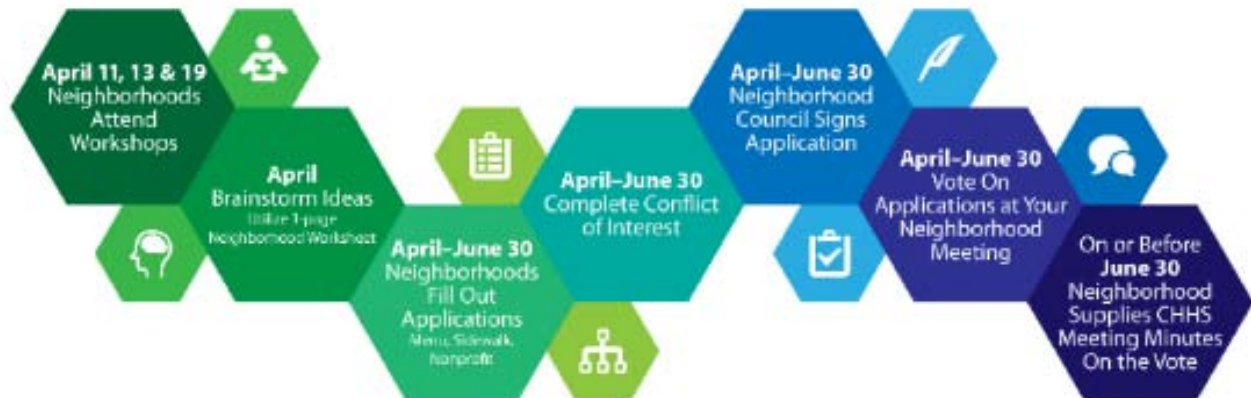 April 11, 13 & 19
Neighborhoods
Attend
Workshops
April
Brainstorm Ideas
Utilize 1-page
Neighborhood Worksheet
April–June 30
Neighborhoods
Fill Out
Applications
Menu, Sidewalk,
Nonprofit
April–June 30
Complete Conflict
of Interest
April–June 30
Neighborhood
Council Signs
Application
April–June 30
Vote On
Applications at Your
Neighborhood
Meeting
On or Before
June 30
Neighborhood
Supplies CHHS
Meeting Minutes
On the Vote